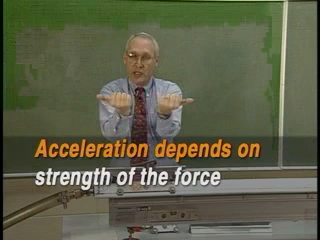 Acceleration depends on
strength of the force